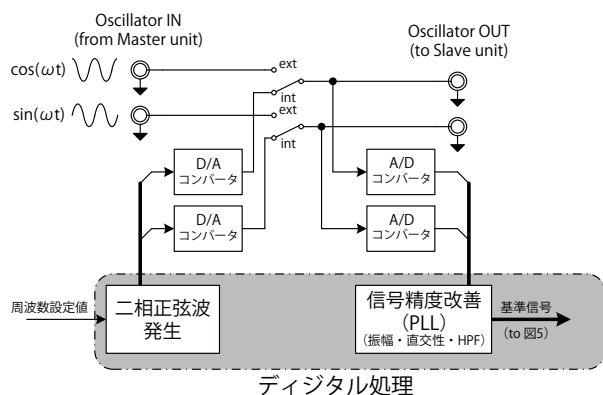 Oscillator IN
(from Master unit)
Oscillator OUT
(to Slave unit)
cos(ωt)
ext
int
sin(ωt)
ext
int
D/A
コンバータ
A/D
コンバータ
D/A
コンバータ
A/D
コンバータ
周波数設定値
二相正弦波
発生
信号精度改善
(PLL)
(振幅・直交性・HPF)
基準信号
(to 図5)
ディジタル処理